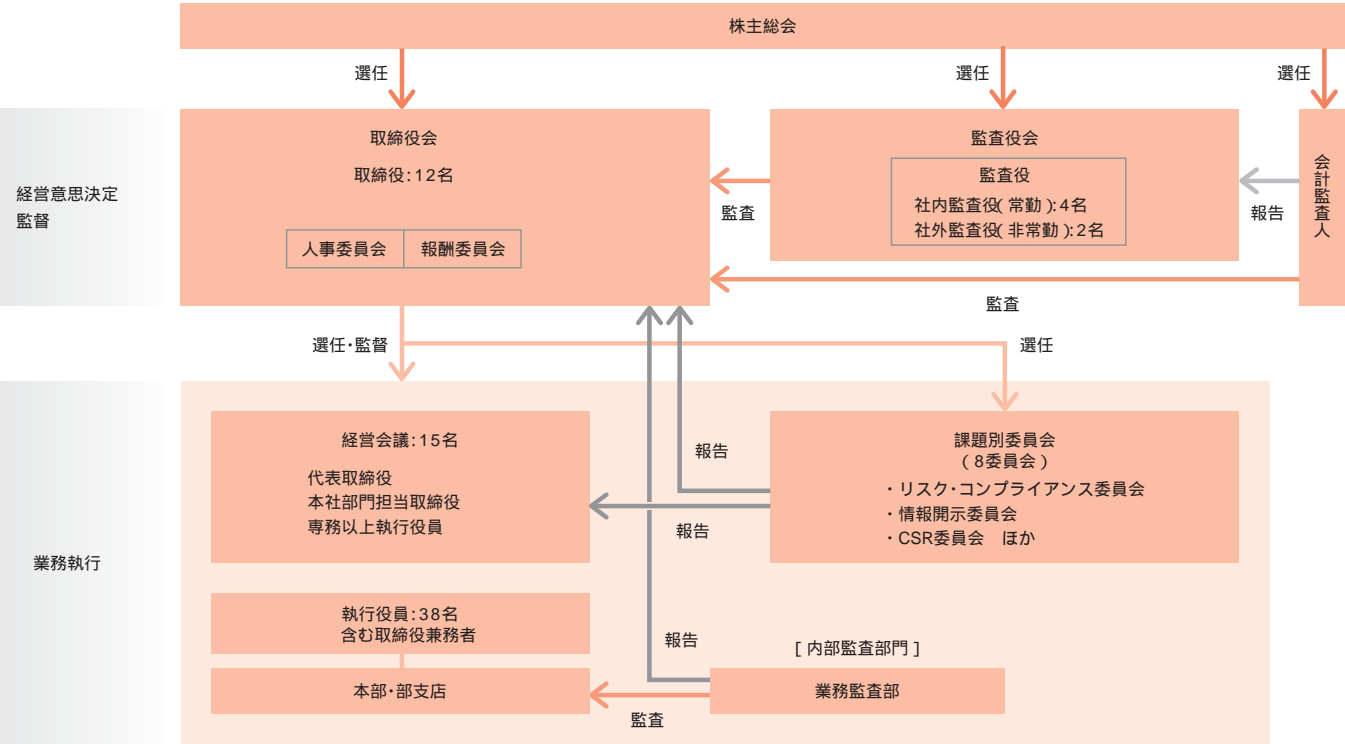 株主総会
選任
選任
選任
経営意思決定
監督
取締役会
取締役:12名
人事委員会
報酬委員会
監査
監査役会
監査役
社内監査役(常勤):4名
社外監査役(非常勤):2名
報告
会計監査人
監査
選任・監督
選任
業務執行
経営会議:15名
代表取締役
本社部門担当取締役
専務以上執行役員
報告
報告
課題別委員会
(8委員会)
・リスク・コンプライアンス委員会
・情報開示委員会
・CSR委員会 ほか
執行役員:38名
含む取締役兼務者
報告
[内部監査部門]
本部・部支店
監査
業務監査部